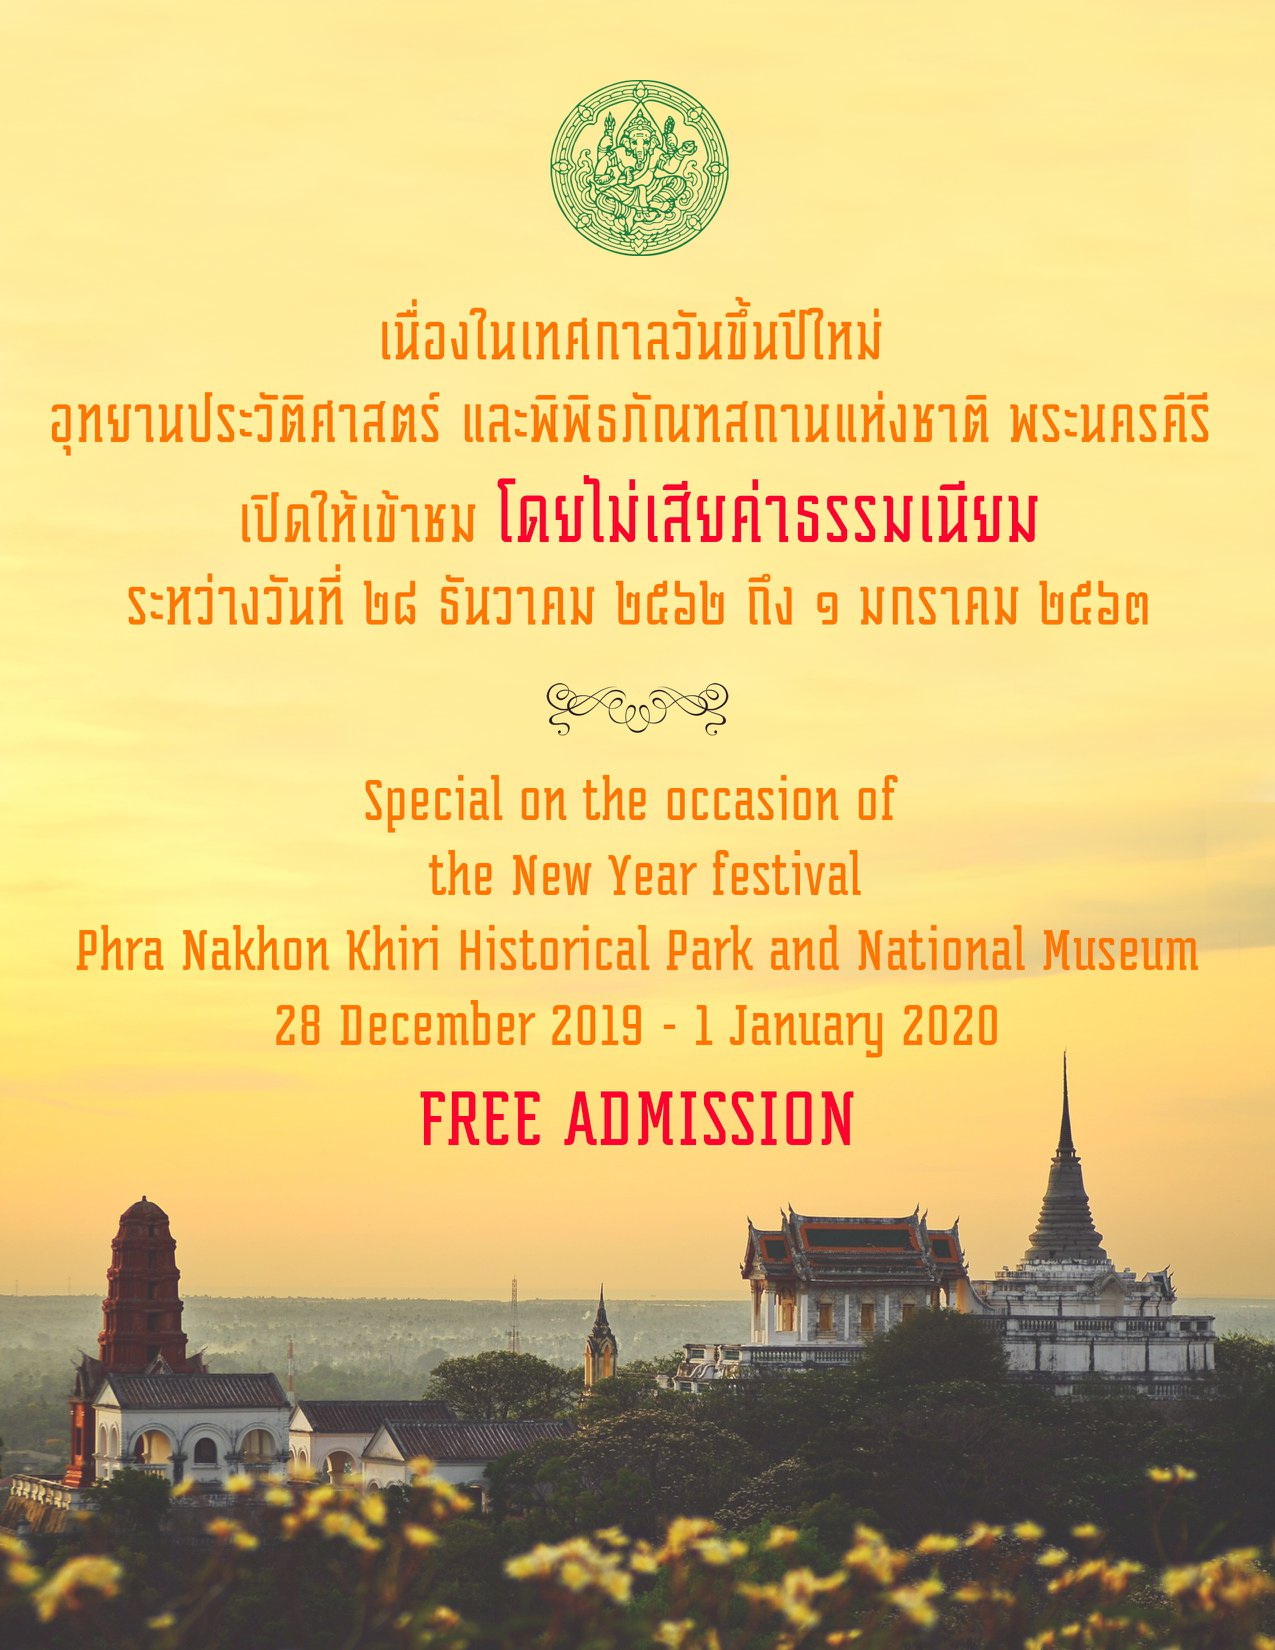 เนื่องในเทศกาลวันขึ้นปีใหม่
อุทยานประวัติศาสตร์ และพิพิธภัณฑสถานแห่งชาติ พระนครคีรี
เปิดให้เข้าชม โดยไม่เสียค่าธรรมเนียม
ระหว่างวันที่ ๒๘ ธันวาคม ๒๕๖๒ ถึง ๑ มกราคม ๒๕๖๓
Special on the occasion of
the New Year festival
Phra Nakhon Khiri Historical Park and National Museum
28 December 2019 - 1 January 2020
FREE ADMISSION